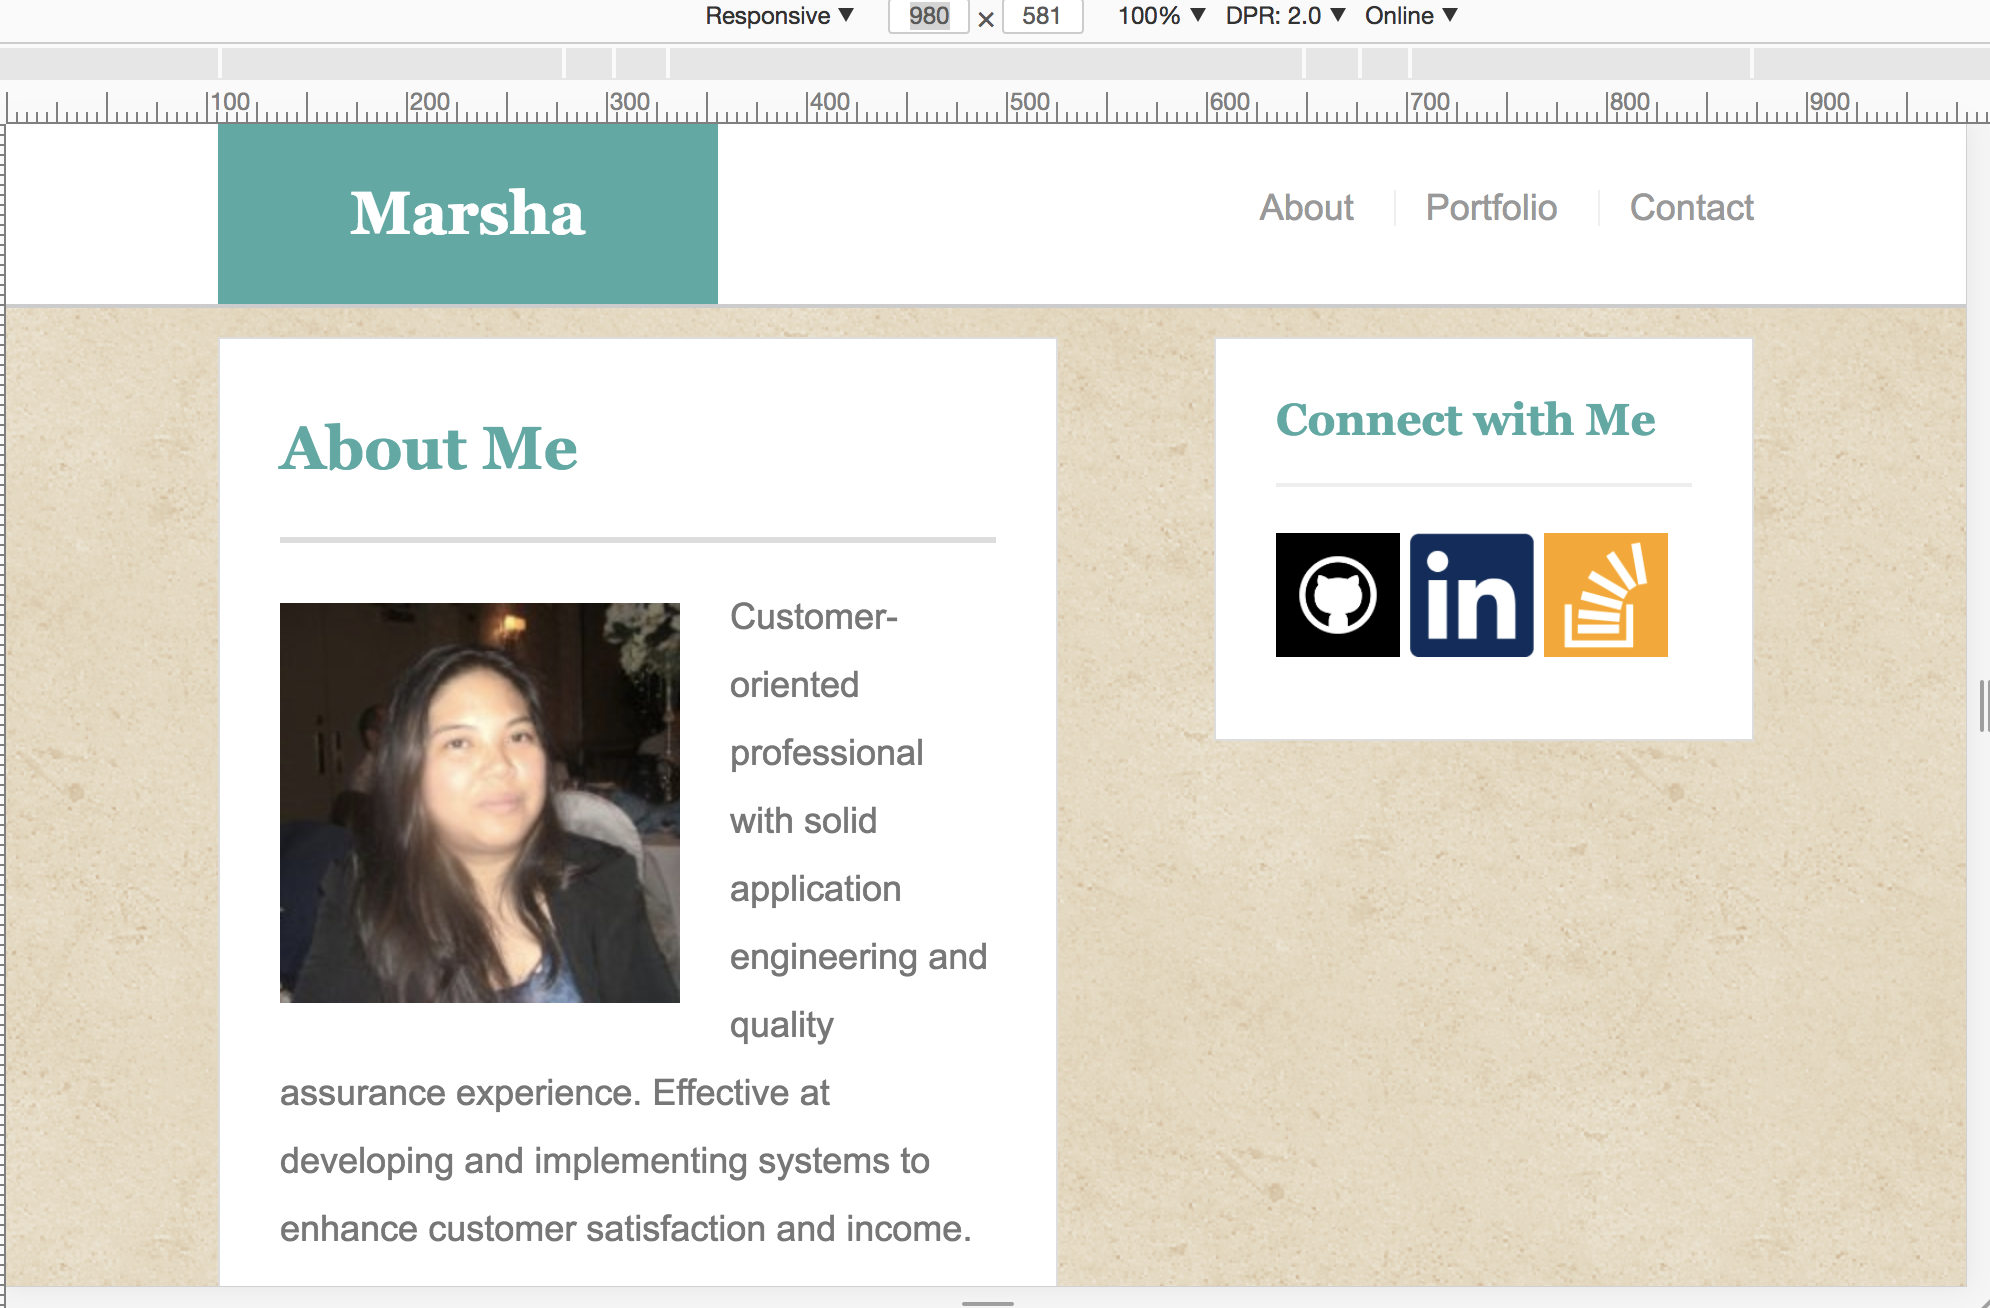 Responsive ▼ 980 × 581 100% ▼ DPR: 2.0 ▼ Online ▼
100 200 300 400 500 600 700 800 900
Marsha
About Portfolio Contact
About Me
Customer-
oriented
professional
with solid
application
engineering and
quality
assurance experience. Effective at
developing and implementing systems to
enhance customer satisfaction and income.
Connect with Me
in